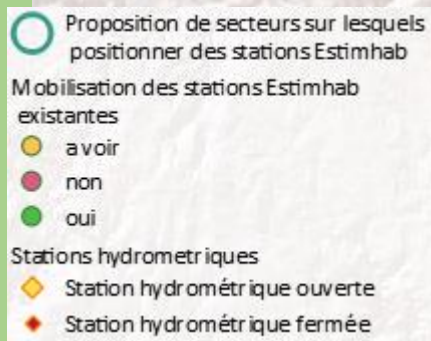 Proposition de secteurs sur lesquels
positionner des stations Estimhab
Mobilisation des stations Estimhab
existantes
a voir
non
oui
Stations hydrometriques
Station hydrométrique ouverte
Station hydrométrique fermée